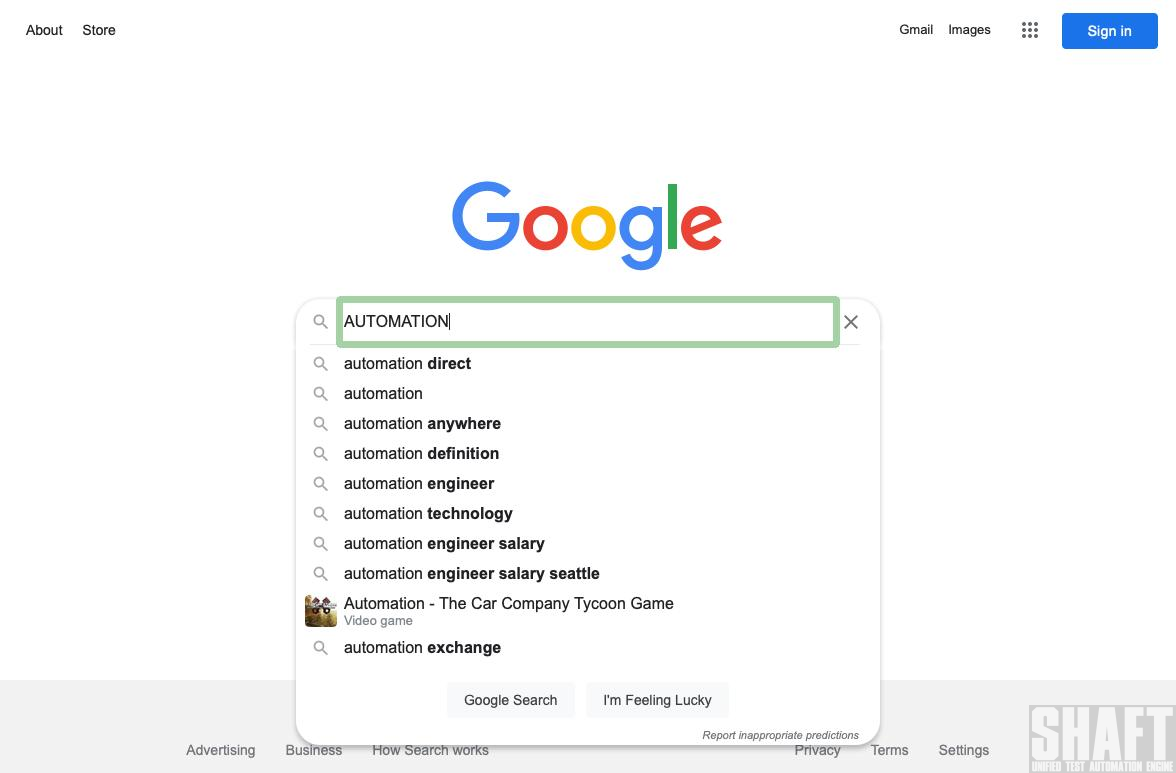 About Store Gmail Images Sign in
Google
AUTOMATION
automation direct
automation
automation anywhere
automation definition
automation engineer
automation technology
automation engineer salary
automation engineer salary seattle
Automation - The Car Company Tycoon Game
Video game
automation exchange
Google Search I'm Feeling Lucky
Report inappropriate predictions
Advertising Business How Search works Privacy Terms Settings
SHAFT
UNIFIED TEST AUTOMATION ENGINE